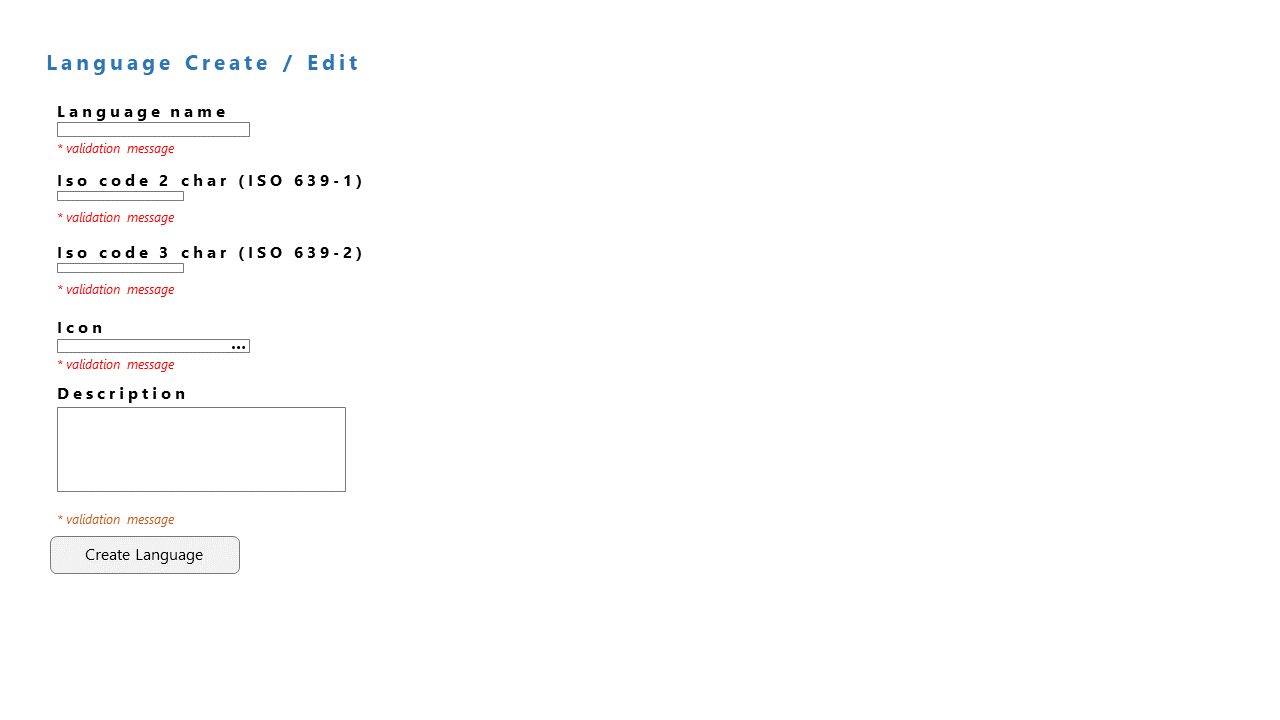 Language Create / Edit
Language name
* validation message
Iso code 2 char (ISO 639-1)
* validation message
Iso code 3 char (ISO 639-2)
* validation message
Icon
...
* validation message
Description
* validation message
Create Language